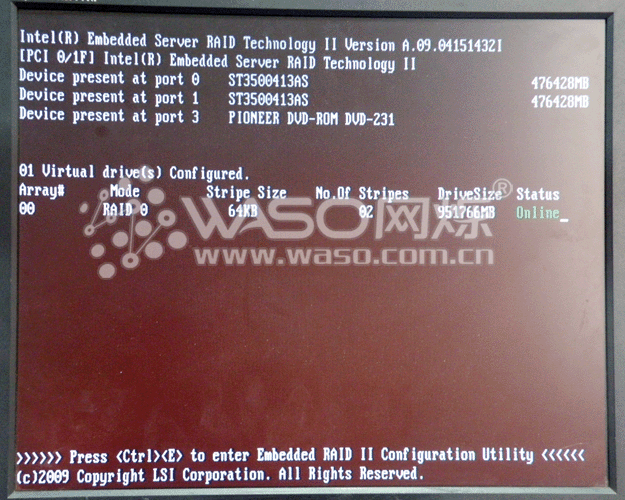 Intel(R) Embedded Server RAID Technology II Version A.09.04151432I
[PCI 0/1F] Intel(R) Embedded Server RAID Technology II
Device present at port 0 ST3500413AS 476428MB
Device present at port 1 ST3500413AS 476428MB
Device present at port 3 PIONEER DVD-ROM DVD-231
01 Virtual drive(s) Configured.
Array# Mode Stripe Size No.Of Stripes DriveSize Status
00 RAID 0 64KB 02 951766MB Online_
WASO网烁®
www.waso.com.cn
>>>>>> Press <Ctrl><E> to enter Embedded RAID II Configuration Utility <<<<<<
(c)2009 Copyright LSI Corporation. All Rights Reserved.